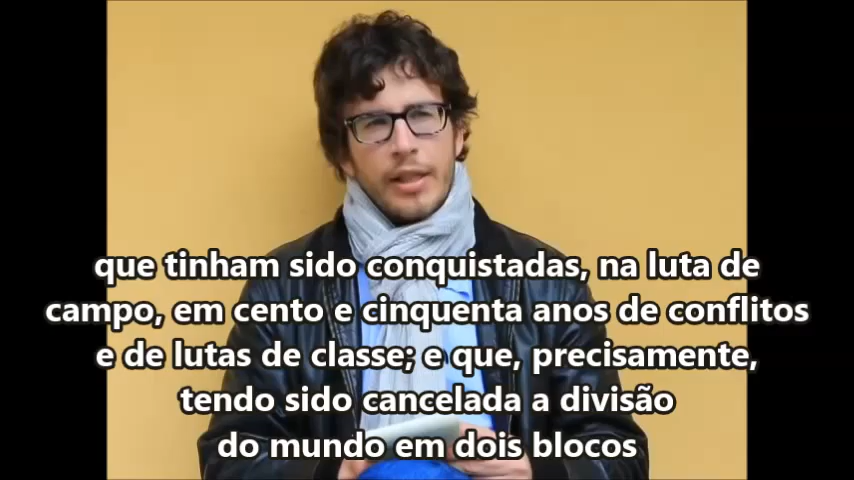 que tinham sido conquistadas, na luta de
campo, em cento e cinquenta anos de conflitos
e de lutas de classe; e que, precisamente,
tendo sido cancelada a divisão
do mundo em dois blocos